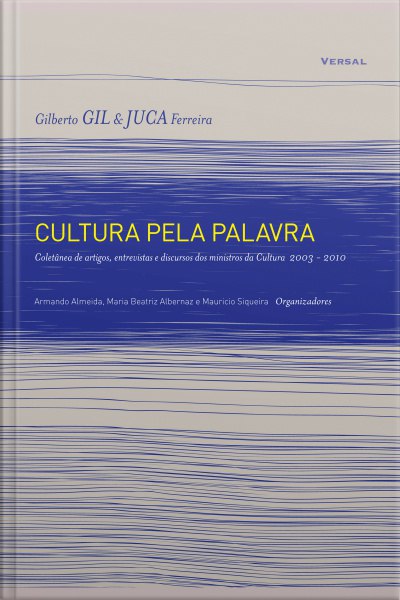 VERSAL
Gilberto GIL & JUCA Ferreira
CULTURA PELA PALAVRA
Coletânea de artigos, entrevistas e discursos dos ministros da Cultura 2003 - 2010
Armando Almeida, Maria Beatriz Albernaz e Mauricio Siqueira Organizadores